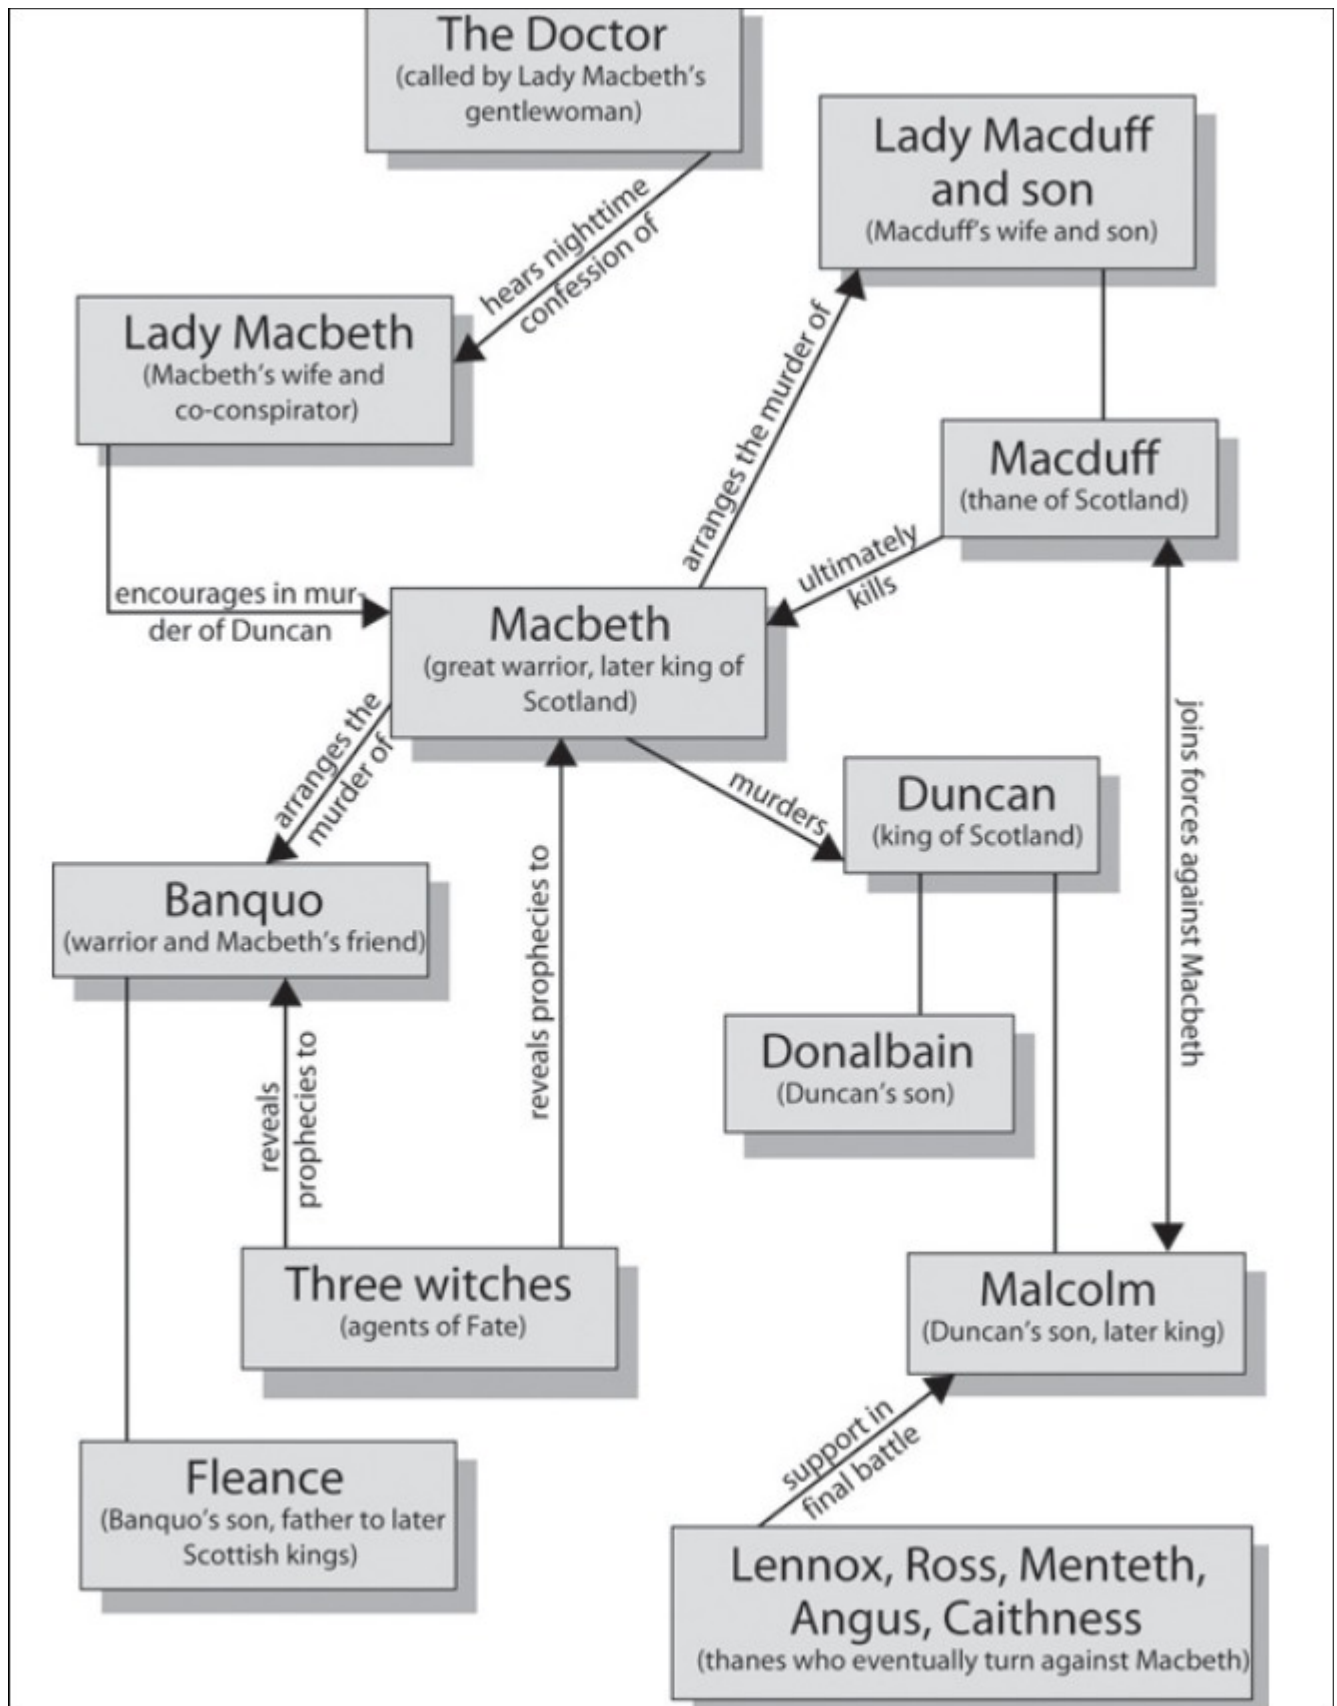 The Doctor
(called by Lady Macbeth's
gentlewoman)
Lady Macduff
and son
(Macduff's wife and son)
hears nighttime
confession of
Lady Macbeth
(Macbeth's wife and
co-conspirator)
arranges the murder of
Macduff
(thane of Scotland)
ultimately
kills
encourages in mur-
der of Duncan
Macbeth
(great warrior, later king of
Scotland)
arranges the
murder of
murders
Duncan
(king of Scotland)
joins forces against Macbeth
Banquo
(warrior and Macbeth's friend)
reveals prophecies to
reveals
prophecies to
Donalbain
(Duncan's son)
Three witches
(agents of Fate)
Malcolm
(Duncan's son, later king)
support in
final battle
Fleance
(Banquo's son, father to later
Scottish kings)
Lennox, Ross, Menteth,
Angus, Caithness
(thanes who eventually turn against Macbeth)